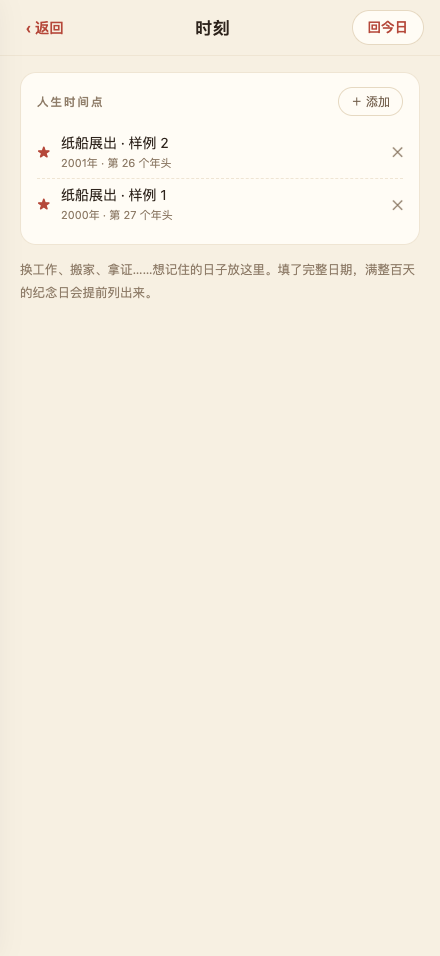 ‹ 返回
时刻
回今日
人生时间点
+ 添加
纸船展出 · 样例 2
2001年 · 第 26 个年头
纸船展出 · 样例 1
2000年 · 第 27 个年头
换工作、搬家、拿证……想记住的日子放这里。填了完整日期，满整百天
的纪念日会提前列出来。